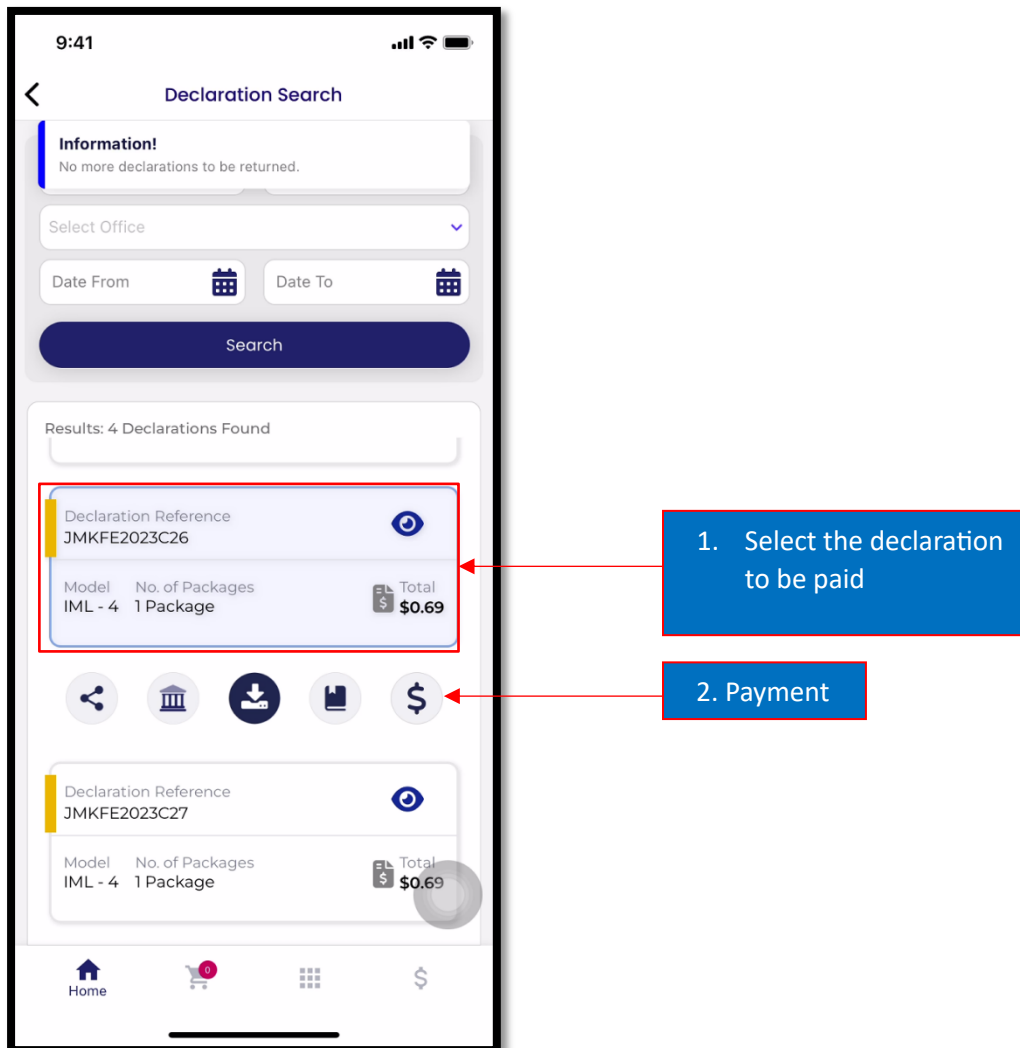 9:41
Declaration Search
Information!
No more declarations to be returned.
Select Office
Date From
Date To
Search
Results: 4 Declarations Found
Declaration Reference
JMKFE2023C26
Model No. of Packages Total
IML - 4 1 Package $0.69
1. Select the declaration
to be paid
$
2. Payment
Declaration Reference
JMKFE2023C27
Model No. of Packages Total
IML - 4 1 Package $0.69
0
$
Home